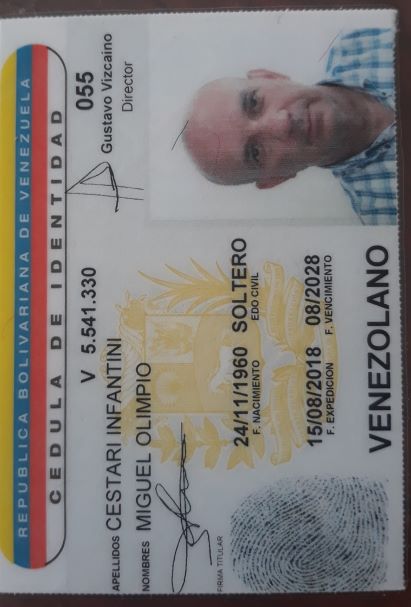 REPUBLICA BOLIVARIANA DE VENEZUELA
CEDULA DE IDENTIDAD
V 5.541.330
055
Gustavo Vizcaino
Director
APELLIDOS CESTARI INFANTINI
NOMBRES MIGUEL OLIMPIO
FIRMA TITULAR
24/11/1960 SOLTERO
F. NACIMIENTO EDO CIVIL
15/08/2018 08/2028
F. EXPEDICION F. VENCIMIENTO
VENEZOLANO